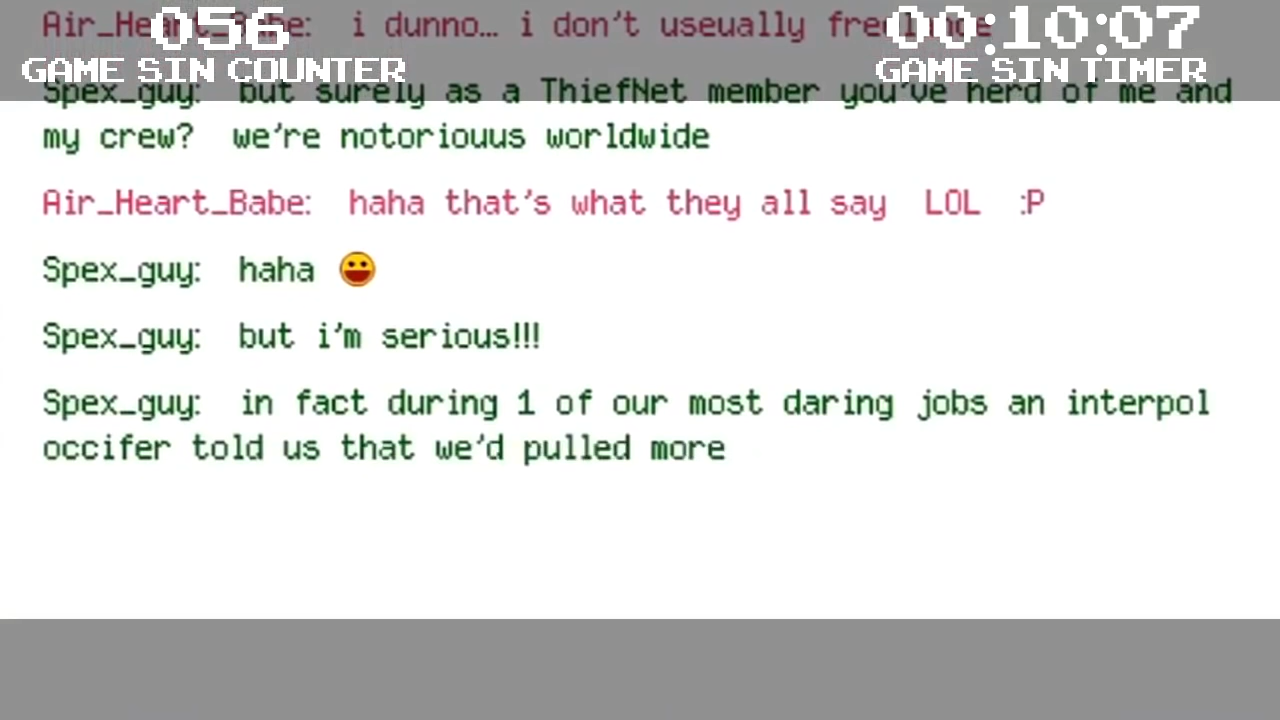 Air_Heart_Babe: i dunno… i don't useually freelance
056
00:10:07
GAME SIN COUNTER
GAME SIN TIMER
Spex_guy: but surely as a ThiefNet member you've herd of me and
my crew? we're notoriouus worldwide
Air_Heart_Babe: haha that's what they all say LOL :P
Spex_guy: haha
Spex_guy: but i'm serious!!!
Spex_guy: in fact during 1 of our most daring jobs an interpol
occifer told us that we'd pulled more